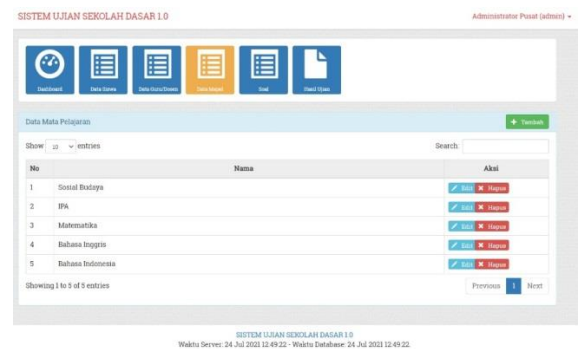 SISTEM UJIAN SEKOLAH DASAR 1.0 Administrator Pusat (admin)
Dashboard Data Siswa Data Guru/Dosen Data Mapel Soal Hasil Ujian
Data Mata Pelajaran + Tambah
Show 10 entries Search:
No Nama Aksi
1 Sosial Budaya Edit Hapus
2 IPA Edit Hapus
3 Matematika Edit Hapus
4 Bahasa Inggris Edit Hapus
5 Bahasa Indonesia Edit Hapus
Showing 1 to 5 of 5 entries Previous 1 Next
SISTEM UJIAN SEKOLAH DASAR 1.0
Waktu Server: 24 Jul 2021 12:49:22 - Waktu Database: 24 Jul 2021 12:49:22.